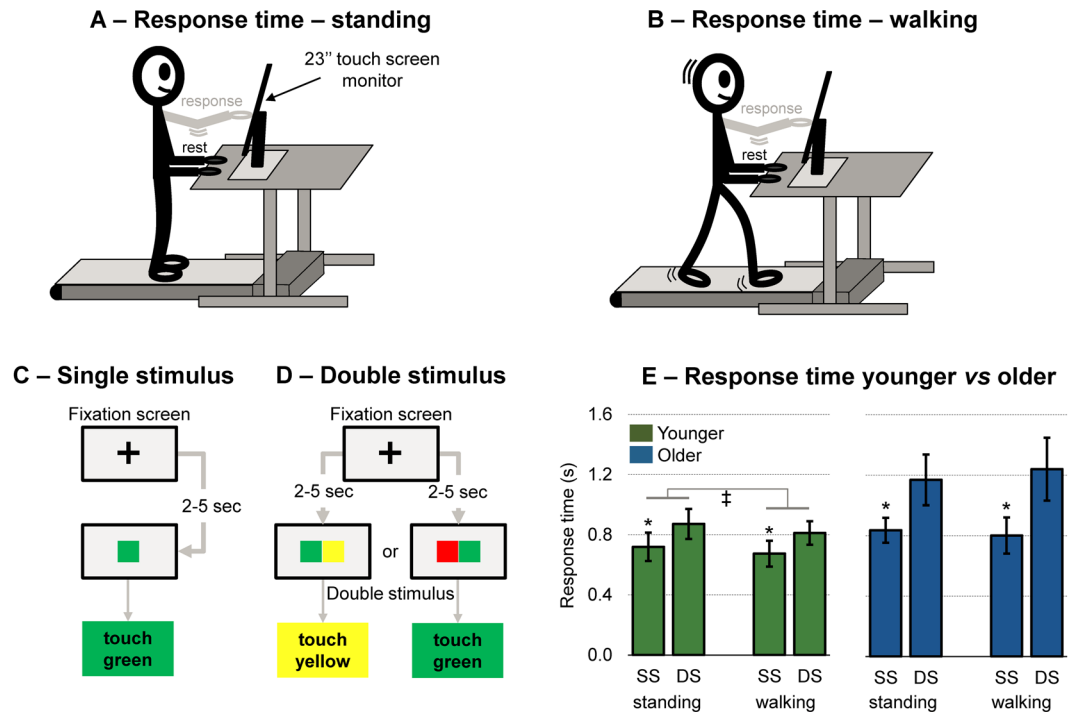 A – Response time – standing
23’’ touch screen
monitor
response
rest
B – Response time – walking
response
rest
C – Single stimulus
Fixation screen
+
2-5 sec
touch
green
D – Double stimulus
Fixation screen
+
2-5 sec
2-5 sec
or
Double stimulus
touch
yellow
touch
green
E – Response time younger vs older
Response time (s)
1.6
1.2
0.8
0.4
0.0
Younger
Older
‡
*
*
*
*
SS DS SS DS
standing walking
SS DS SS DS
standing walking